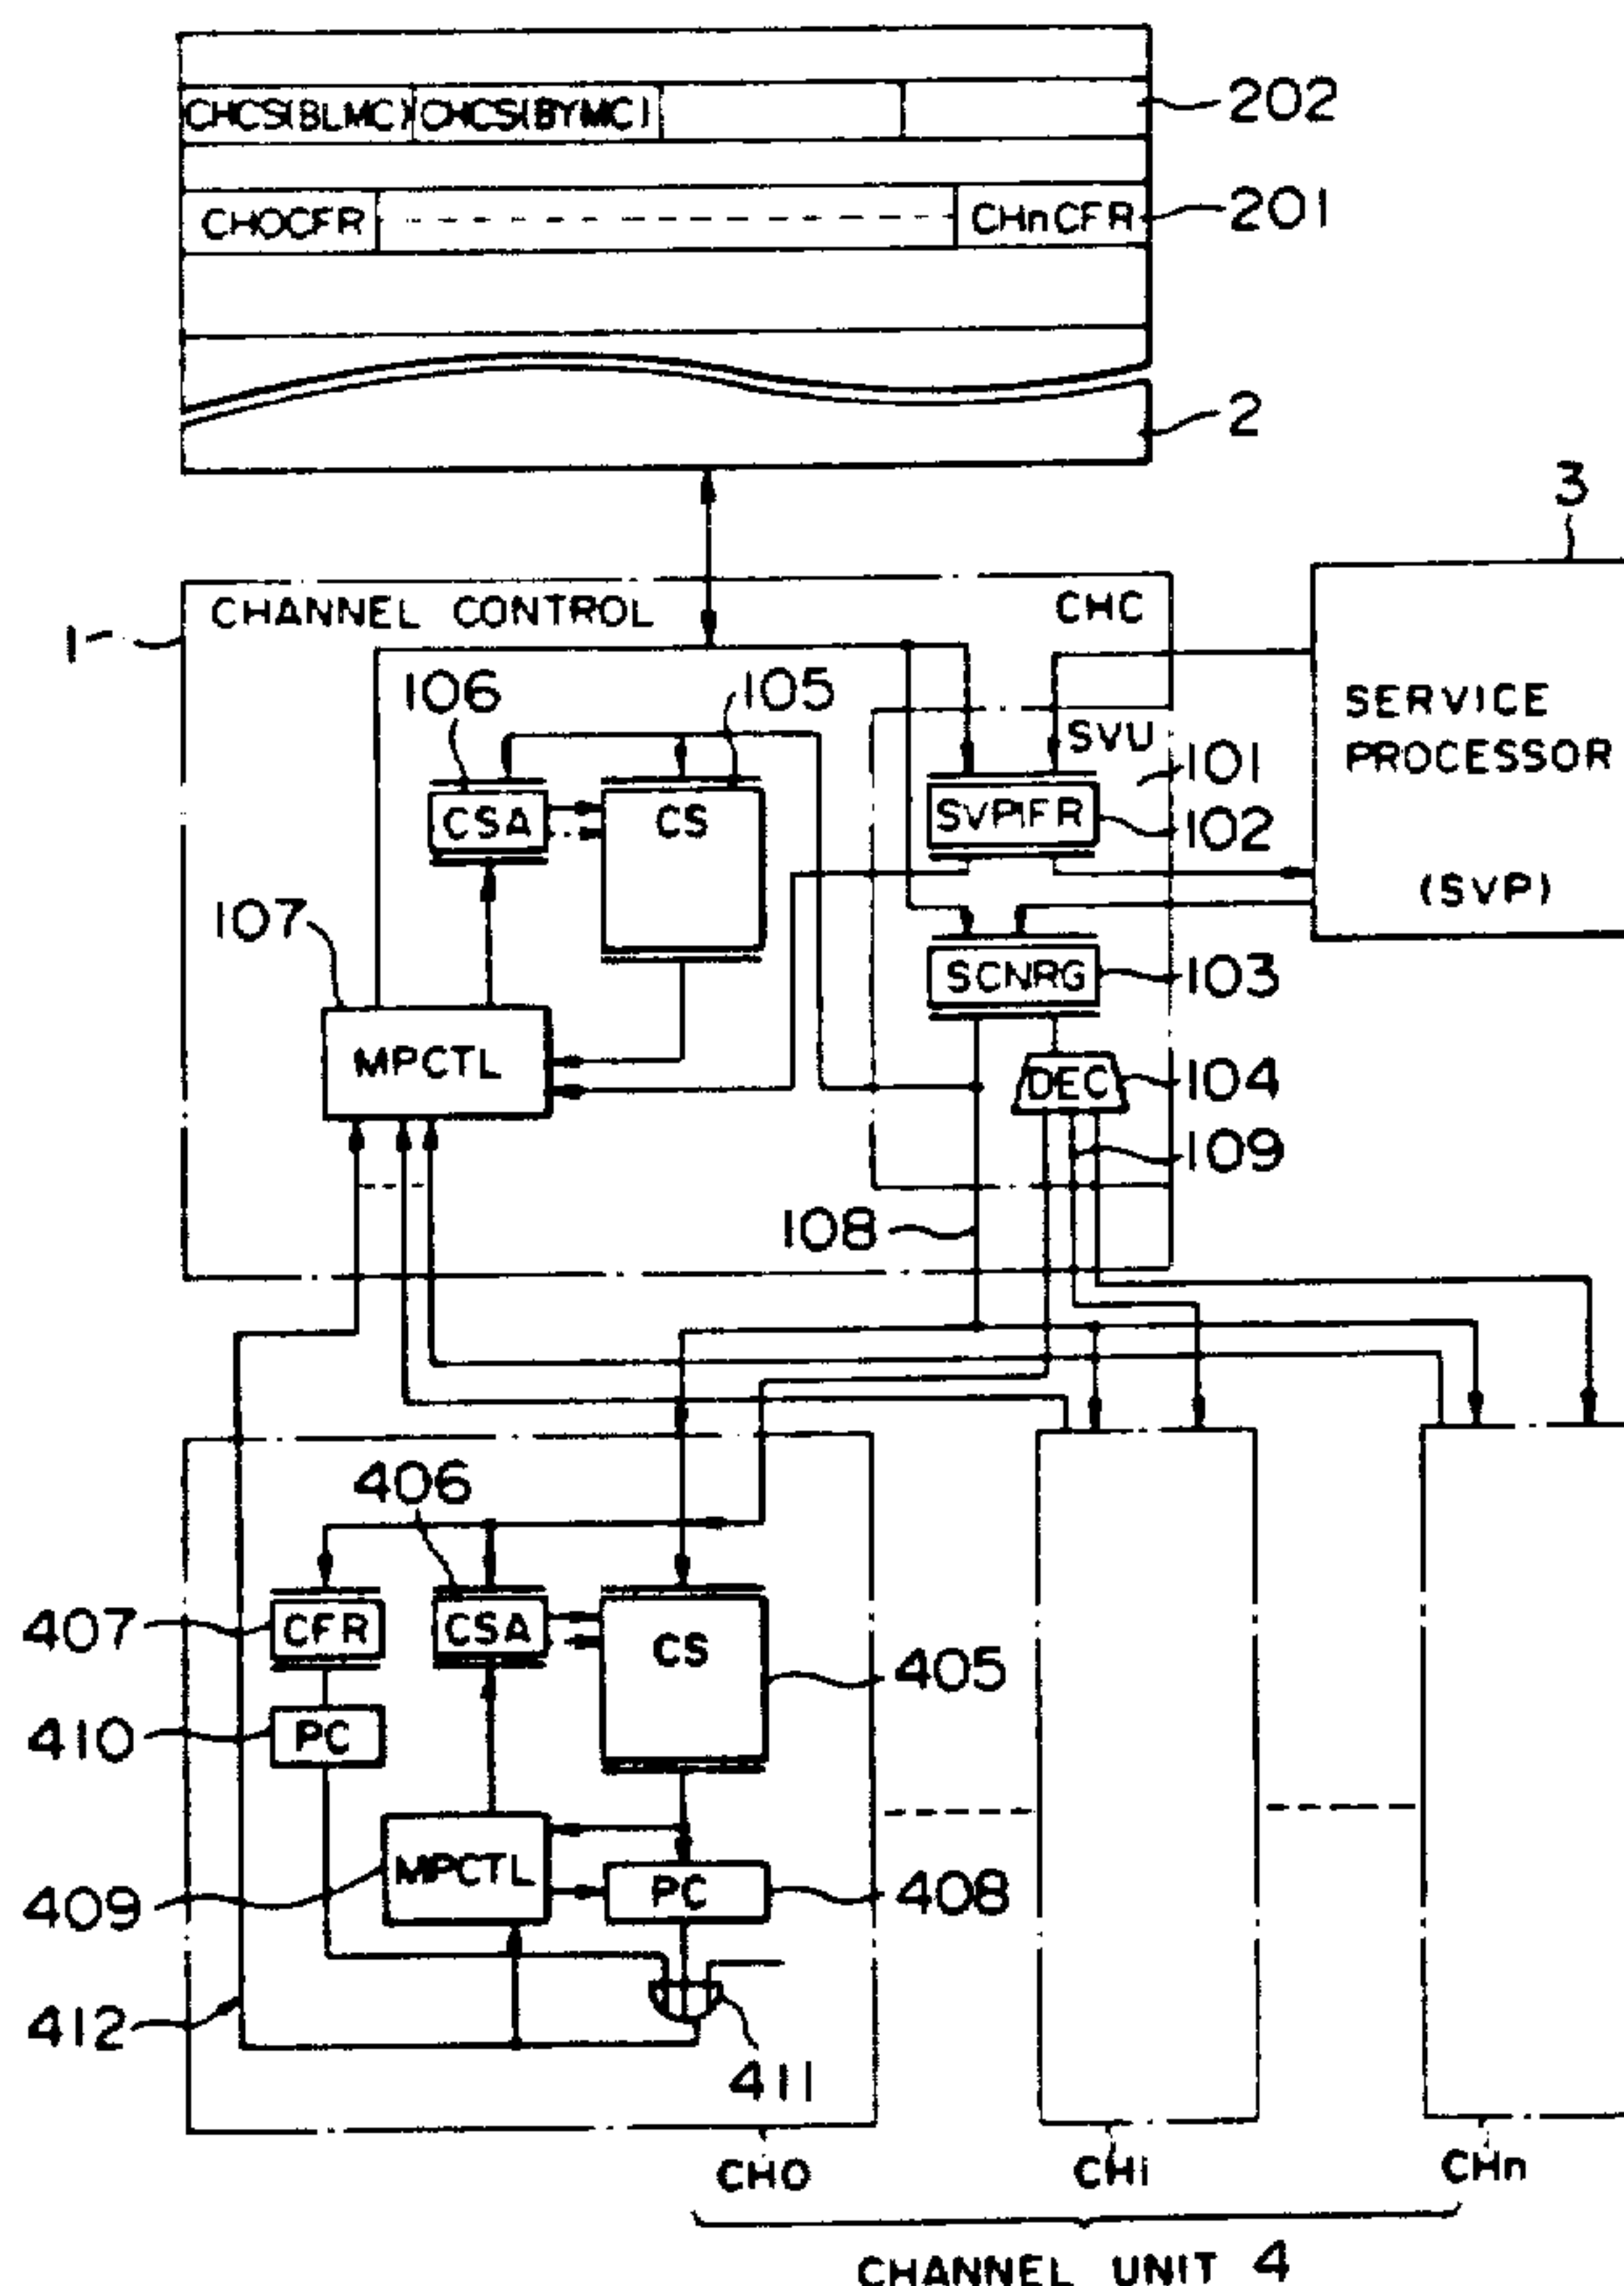 CHCS(BLMC) CHCS(BYMC) 202
CH0CFR CHnCFR 201
2
3
CHANNEL CONTROL CHC
1
106 105
SERVICE
PROCESSOR
(SVP)
SVU 101
CSA CS SVPIFR 102
107
SCNRG 103
MPCTL DEC 104
109
108
406
407 CFR CSA CS
405
410 PC
MPCTL PC 408
409
412
411
CH0 CHi CHn
CHANNEL UNIT 4